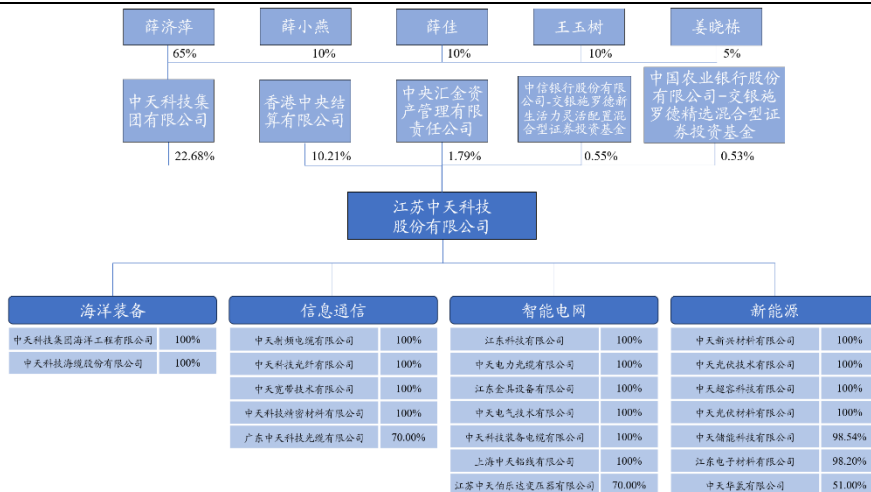 薛济萍
薛小燕
薛佳
王玉树
姜晓栋
65%
10%
10%
10%
5%
中天科技集
团有限公司
香港中央结
算有限公司
中央汇金资
产管理有限
责任公司
中信银行股份有限
公司-交银施罗德新
生活力灵活配置混
合型证券投资基金
中国农业银行股份
有限公司-交银施
罗德精选混合型证
券投资基金
22.68%
10.21%
1.79%
0.55%
0.53%
江苏中天科技
股份有限公司
海洋装备
中天科技集团海洋工程有限公司 100%
中天科技海缆股份有限公司 100%
信息通信
中天射频电缆有限公司 100%
中天科技光纤有限公司 100%
中天宽带技术有限公司 100%
中天科技精密材料有限公司 100%
广东中天科技光缆有限公司 70.00%
智能电网
江东科技有限公司 100%
中天电力光缆有限公司 100%
江东金具设备有限公司 100%
中天电气技术有限公司 100%
中天科技装备电缆有限公司 100%
上海中天铝线有限公司 100%
江苏中天伯乐达变压器有限公司 70.00%
新能源
中天新兴材料有限公司 100%
中天光伏技术有限公司 100%
中天超容科技有限公司 100%
中天光伏材料有限公司 100%
中天储能科技有限公司 98.54%
江东电子材料有限公司 98.20%
中天华氢有限公司 51.00%